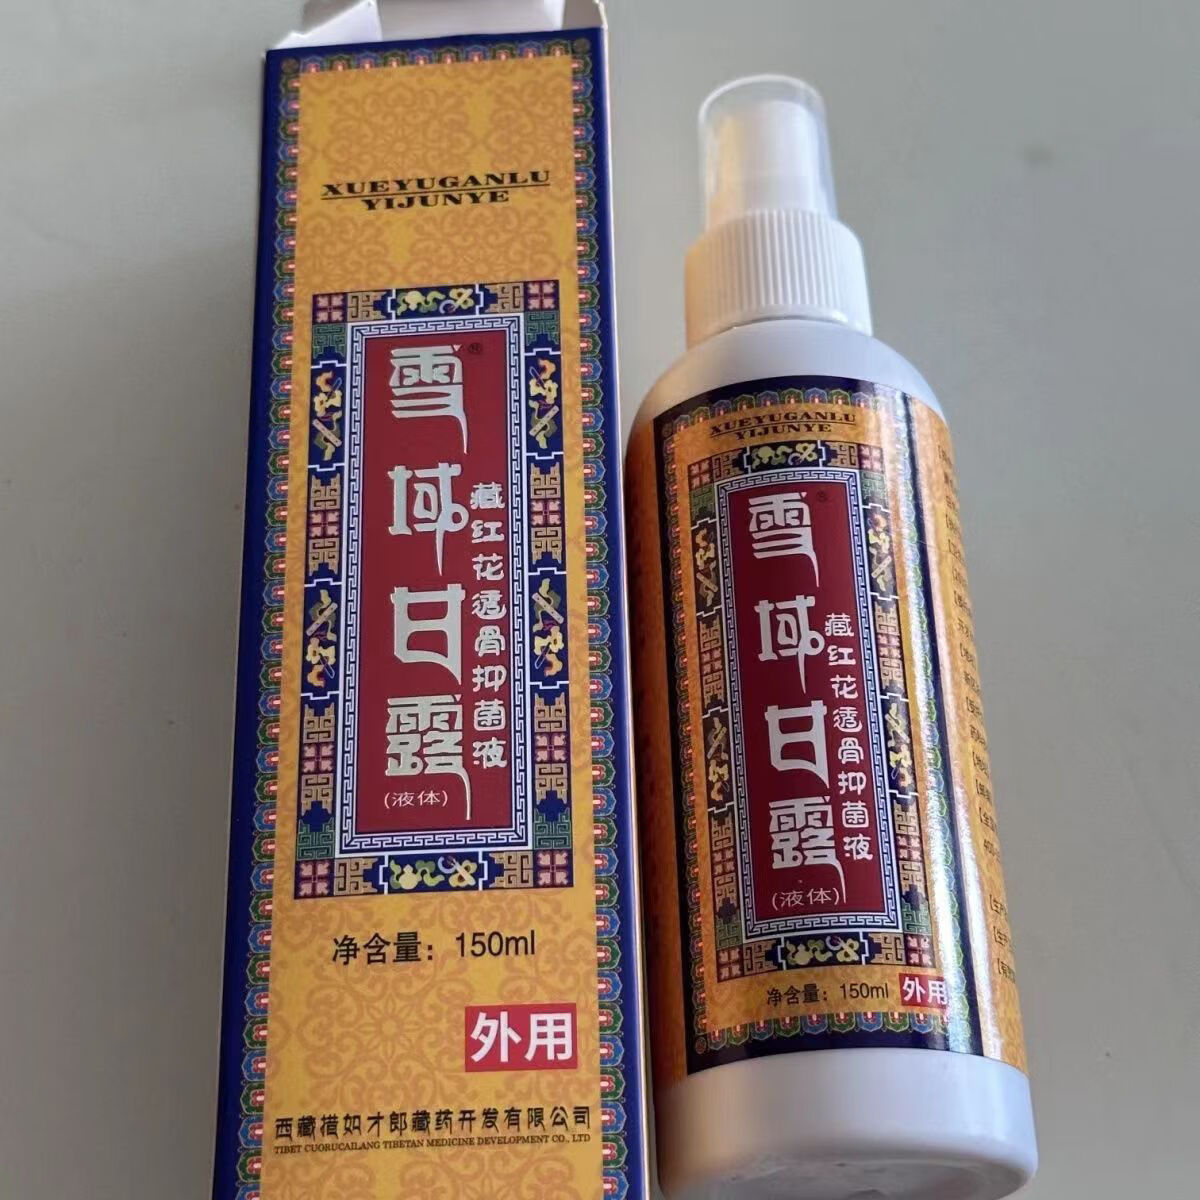 XUEYUGANLU
YIJUNYE
雪域甘露
®
藏红花透骨抑菌液
(液体)
净含量：150ml
外用
西藏措如才郎藏药开发有限公司
TIBET CUORUCAILANG TIBETAN MEDICINE DEVELOPMENT CO., LTD
XUEYUGANLU
YIJUNYE
雪域甘露
®
藏红花透骨抑菌液
(液体)
净含量：150ml
外用